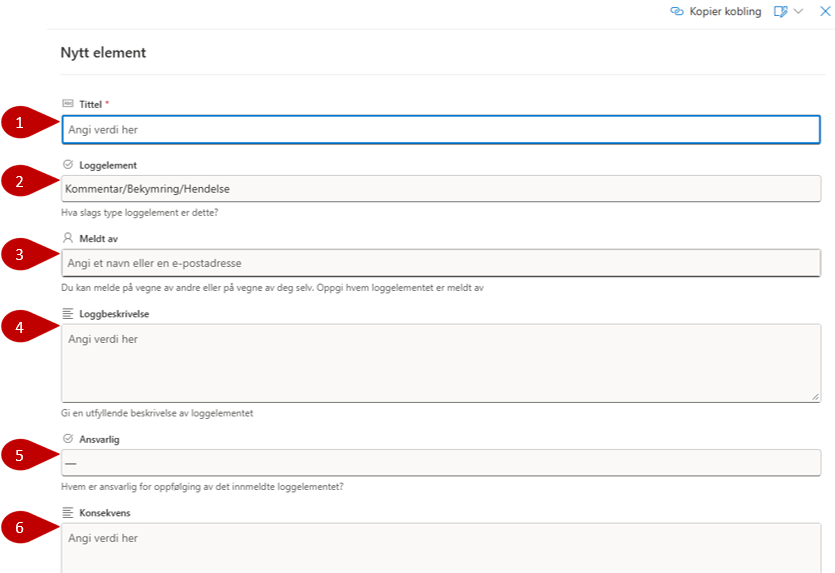 Kopier kobling
Nytt element
Tittel *
1
Angi verdi her
Loggelement
2
Kommentar/Bekymring/Hendelse
Hva slags type loggelement er dette?
Meldt av
3
Angi et navn eller en e-postadresse
Du kan melde på vegne av andre eller på vegne av deg selv. Oppgi hvem loggelementet er meldt av
Loggbeskrivelse
4
Angi verdi her
Gi en utfyllende beskrivelse av loggelementet
Ansvarlig
5
—
Hvem er ansvarlig for oppfølging av det innmeldte loggelementet?
Konsekvens
6
Angi verdi her